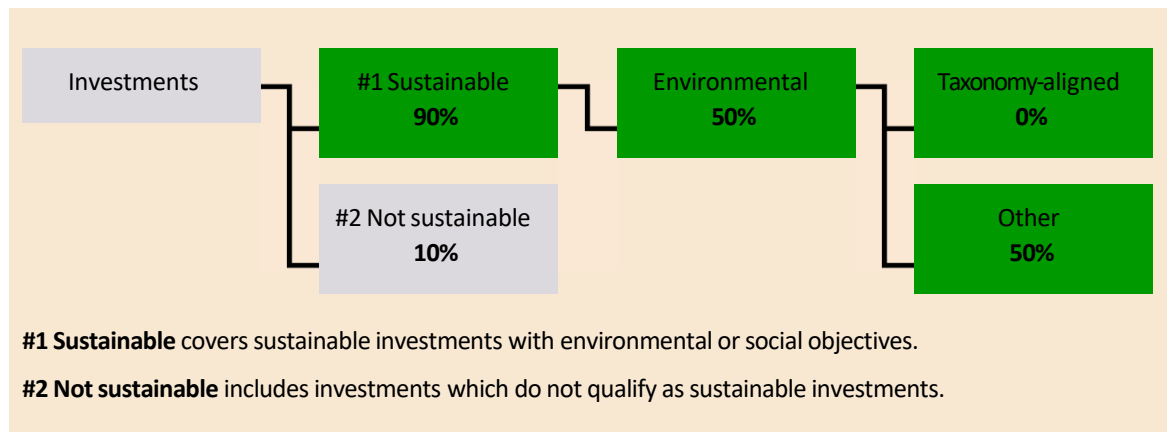 Investments
#1 Sustainable
90%
Environmental
50%
Taxonomy-aligned
0%
#2 Not sustainable
10%
Other
50%
#1 Sustainable covers sustainable investments with environmental or social objectives.
#2 Not sustainable includes investments which do not qualify as sustainable investments.